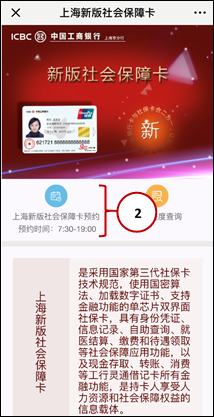 上海新版社会保障卡
ICBC 中国工商银行 上海市分行
新版社会保障卡
新
621721
上海新版社会保障卡预约
预约时间：7:30-19:00
2
度查询
上海新版社会保障卡
是采用国家第三代社保卡
技术规范，使用国密算
法、加载数字证书、支持
金融功能的单芯片双界面
社保卡，具有身份凭证、
信息记录、自助查询、就
医结算、缴费和待遇领取
等社会保障应用功能，以
及现金存取、转账、消费
等工行灵通借记卡所有金
融功能，是持卡人享受人
力资源和社会保障权益的
信息载体。